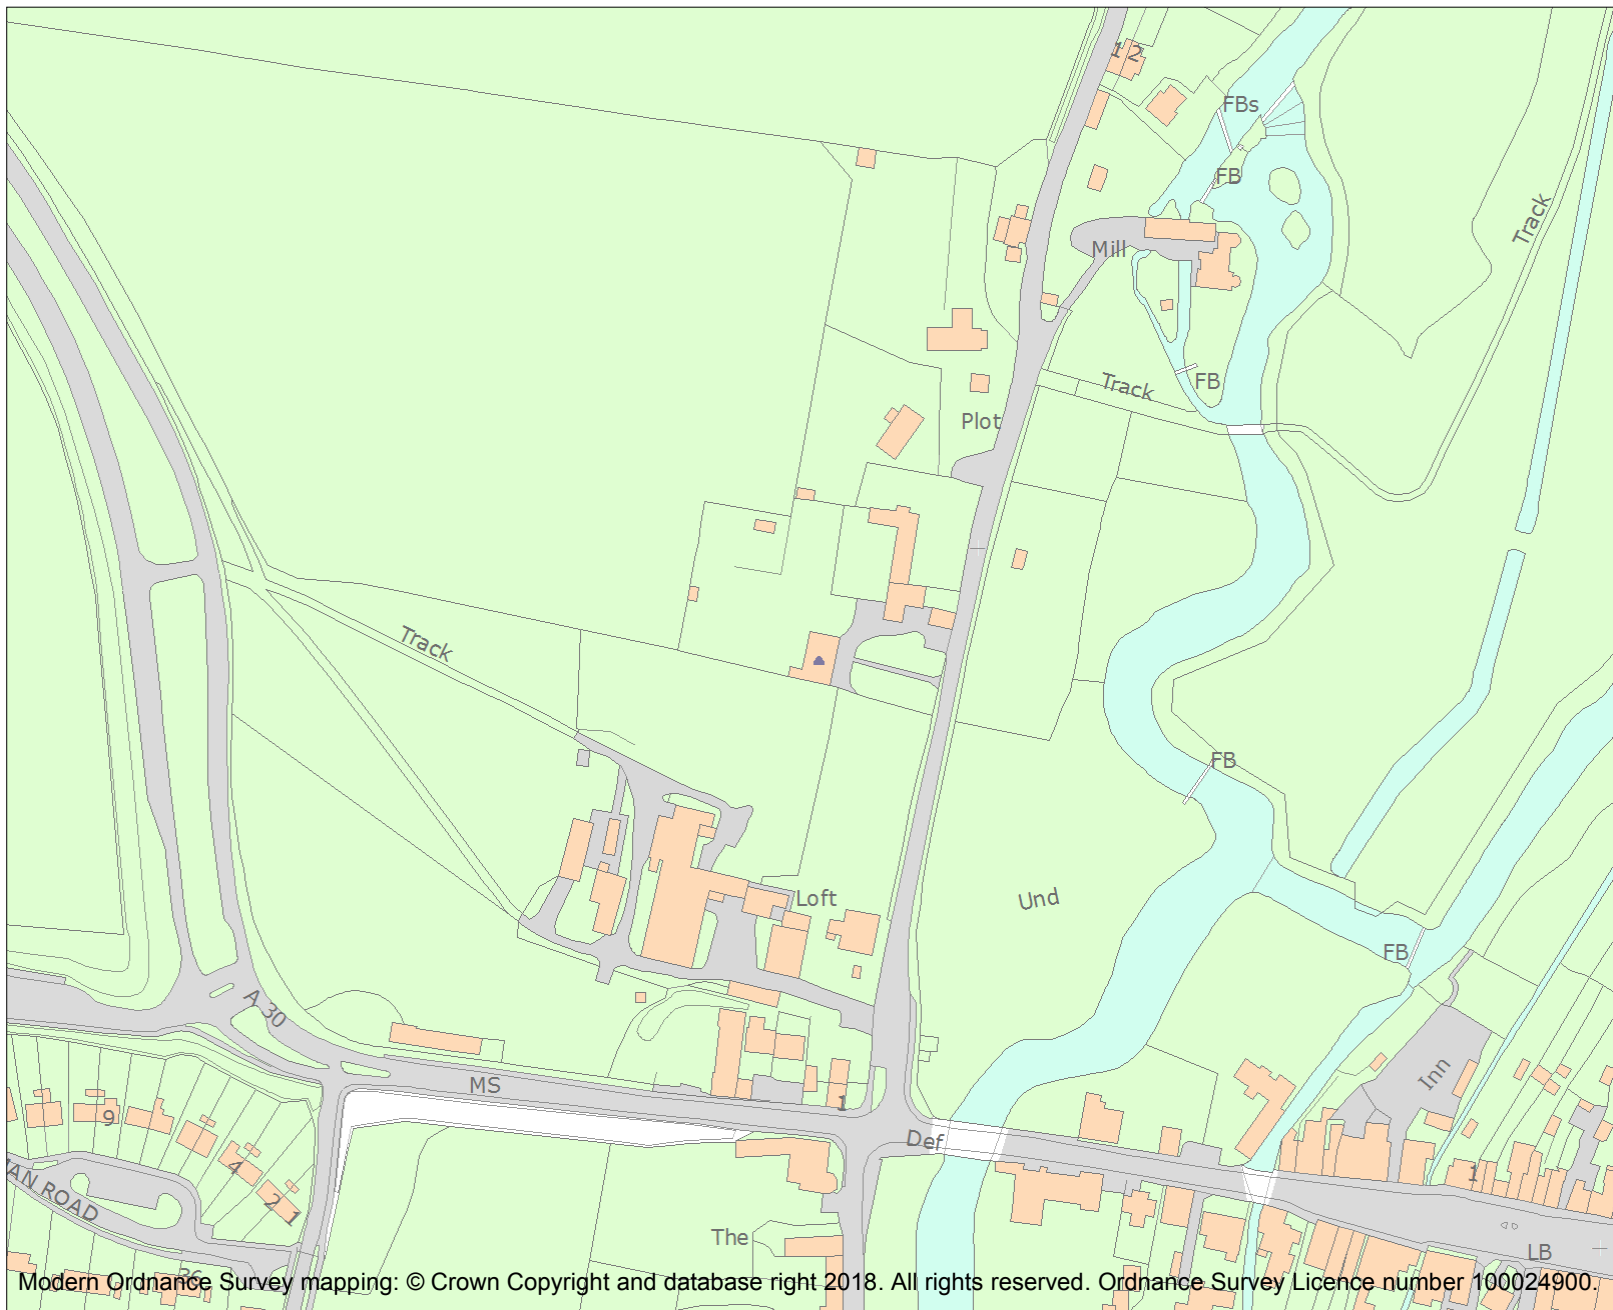 1 2
FBs
FB
Track
Mill
FB
Track
Plot
Track
FB
Loft
Und
FB
A 30
MS
1
Inn
9
Def
4
1
2 1
The
LB
36
Modern Ordnance Survey mapping: © Crown Copyright and database right 2018. All rights reserved. Ordnance Survey Licence number 100024900.